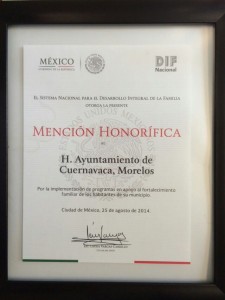 MÉXICO
GOBIERNO DE LA REPÚBLICA
DIF
Nacional
EL SISTEMA NACIONAL PARA EL DESARROLLO INTEGRAL DE LA FAMILIA
OTORGA LA PRESENTE
MENCIÓN HONORÍFICA
AL
H. Ayuntamiento de
Cuernavaca, Morelos
Por la implementación de programas en apoyo al fortalecimiento
familiar de los habitantes de su municipio.
Ciudad de México, 25 de agosto de 2014.